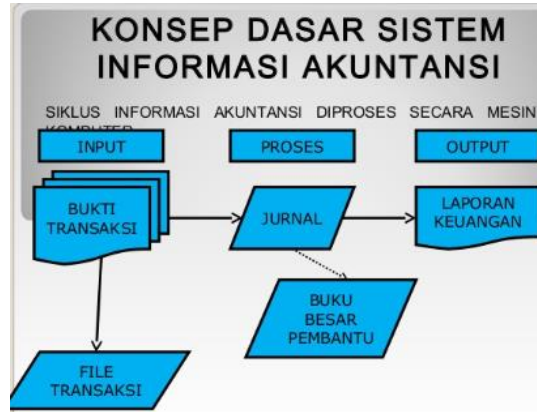 KONSEP DASAR SISTEM
INFORMASI AKUNTANSI
SIKLUS INFORMASI AKUNTANSI DIPROSES SECARA MESIN
KOMPUTER
INPUT
PROSES
OUTPUT
BUKTI
TRANSAKSI
JURNAL
LAPORAN
KEUANGAN
BUKU
BESAR
PEMBANTU
FILE
TRANSAKSI